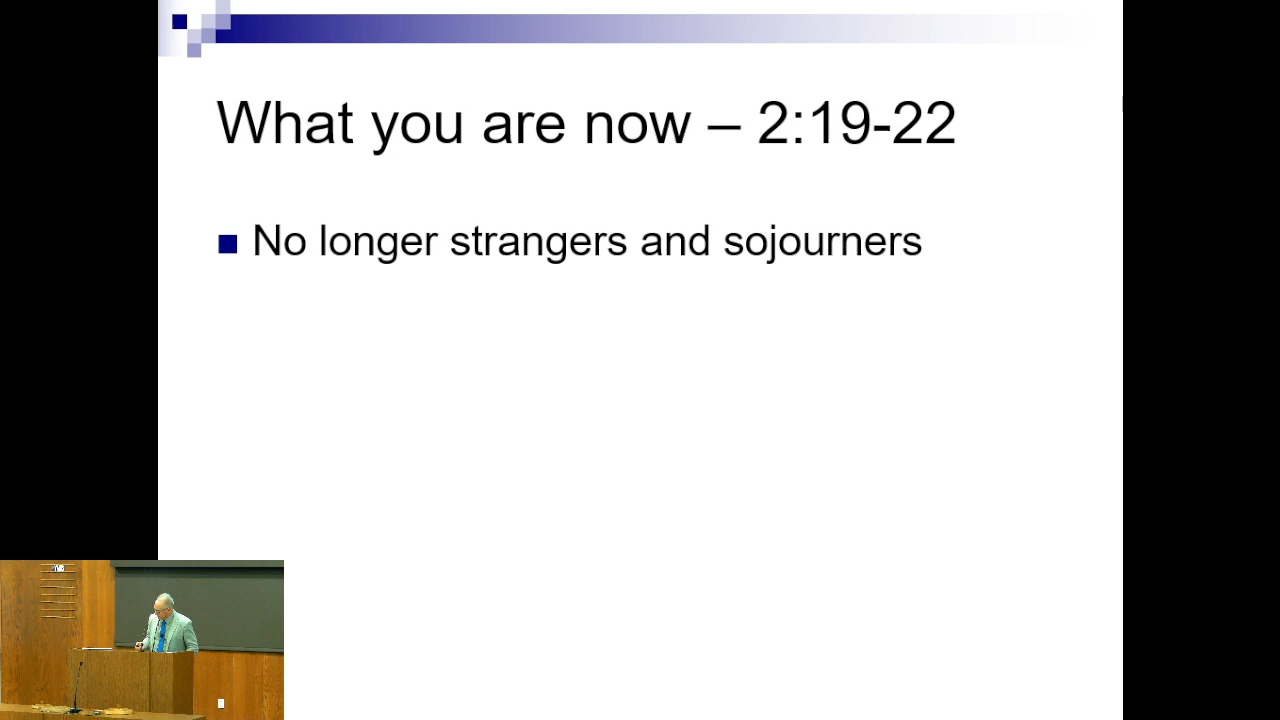 What you are now – 2:19-22
No longer strangers and sojourners